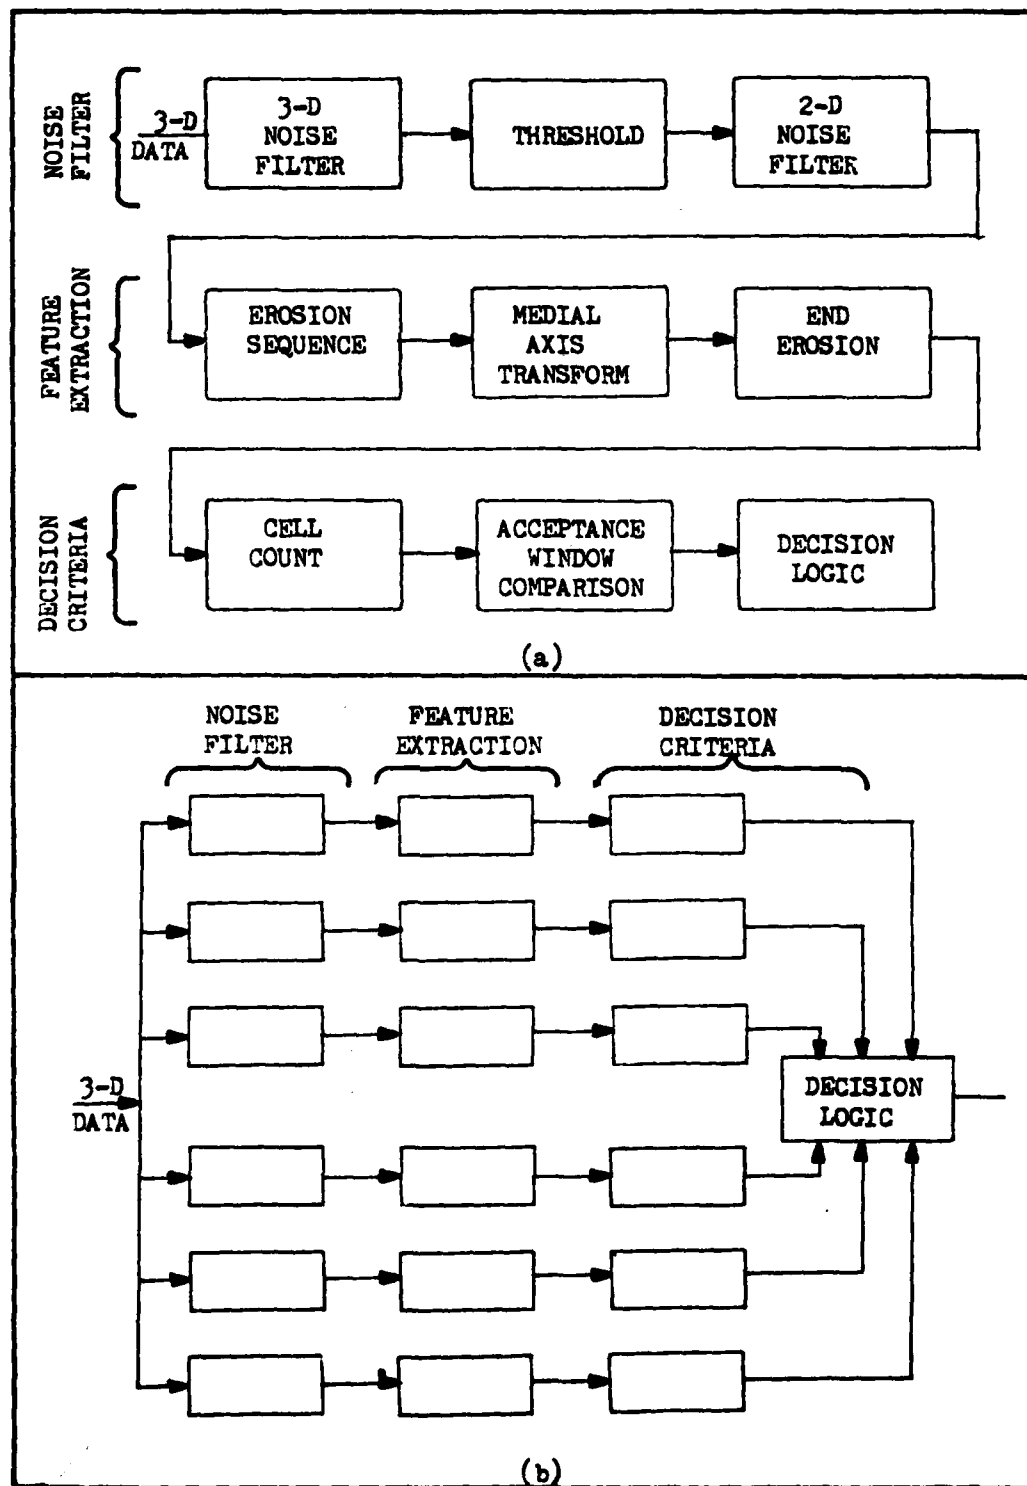 NOISE
FILTER
3-D
DATA
3-D
NOISE
FILTER
THRESHOLD
2-D
NOISE
FILTER
FEATURE
EXTRACTION
EROSION
SEQUENCE
MEDIAL
AXIS
TRANSFORM
END
EROSION
DECISION
CRITERIA
CELL
COUNT
ACCEPTANCE
WINDOW
COMPARISON
DECISION
LOGIC
(a)
NOISE
FILTER
FEATURE
EXTRACTION
DECISION
CRITERIA
3-D
DATA
DECISION
LOGIC
(b)